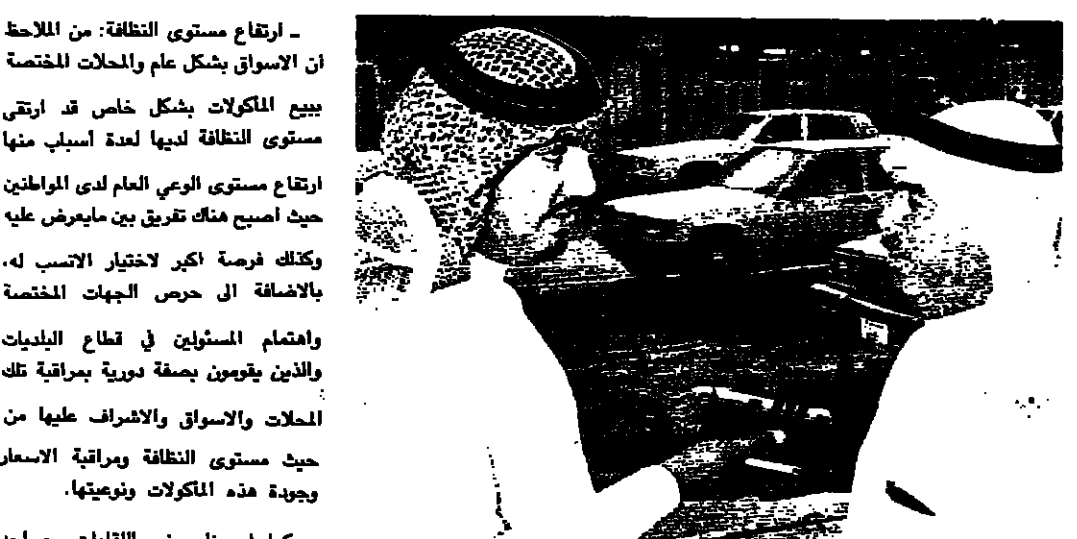 ـ ارتفاع مستوى النظافة: من الملاحظ
ان الاسواق بشكل عام والمحلات المختصة
ببيع المأكولات بشكل خاص قد ارتقى
مستوى النظافة لديها لعدة أسباب منها
ارتفاع مستوى الوعي العام لدى المواطنين
حيث اصبح هناك تفريق بين مايعرض عليه
وكذلك فرصة اكبر لاختيار الانسب له،
بالاضافة الى حرص الجهات المختصة
واهتمام المسئولين في قطاع البلديات
والذين يقومون بصفة دورية بمراقبة تلك
المحلات والاسواق والاشراف عليها من
حيث مستوى النظافة ومراقبة الاسعار
وجودة هذه المأكولات ونوعيتها.